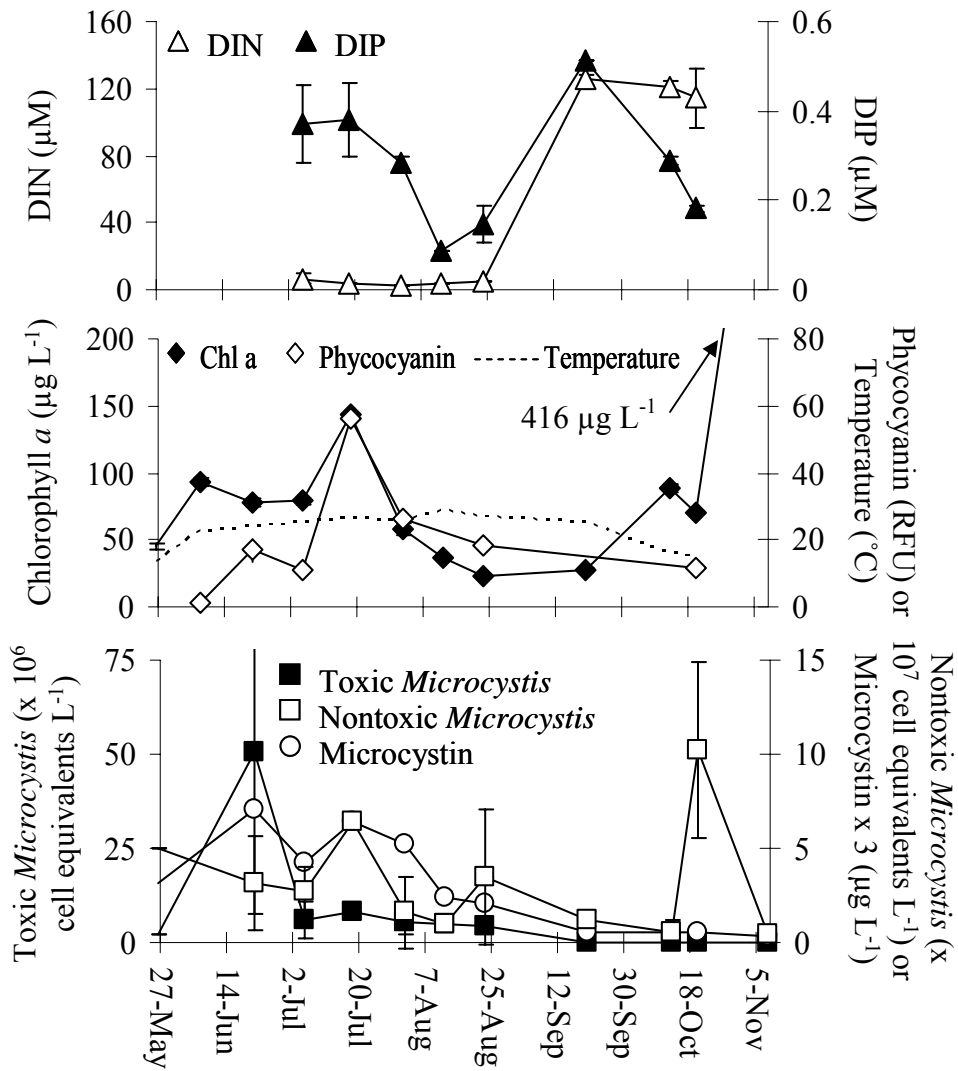 DIN DIP
DIN (µM)
160
120
80
40
0
DIP (µM)
0.6
0.4
0.2
0
Chl a Phycocyanin Temperature
416 µg L-1
Chlorophyll a (µg L-1)
200
150
100
50
0
Phycocyanin (RFU) or
Temperature (˚C)
80
60
40
20
0
Toxic Microcystis
Nontoxic Microcystis
Microcystin
Toxic Microcystis (x 10^6
cell equivalents L-1)
75
50
25
0
Nontoxic Microcystis (x
10^7 cell equivalents L-1) or
Microcystin x 3 (µg L-1)
15
10
5
0
27-May
14-Jun
2-Jul
20-Jul
7-Aug
25-Aug
12-Sep
30-Sep
18-Oct
5-Nov